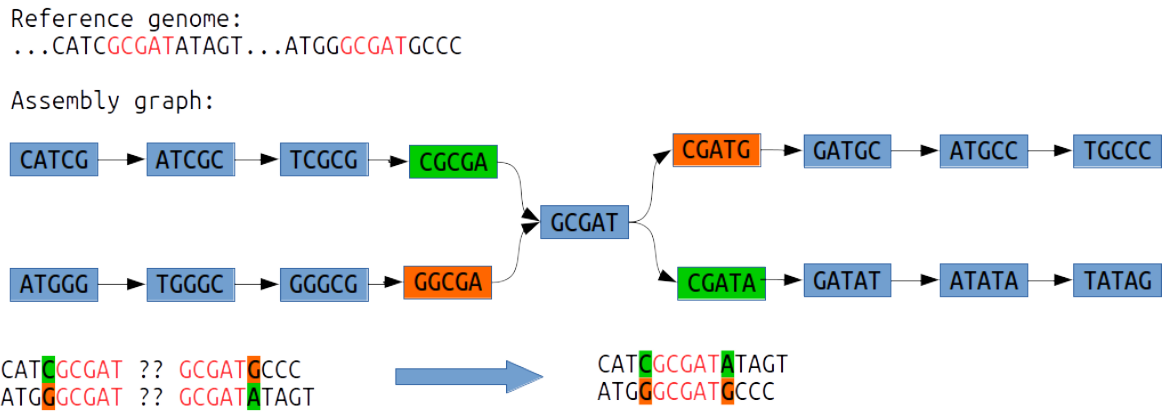 Reference genome:
...CATCGCGATATAGT...ATGGGCGATGCCC
Assembly graph:
CATCG ATCGC TCGCG CGCGA CGATG GATGC ATGCC TGCCC
GCGAT
ATGGG TGGGC GGGCG GGCGA CGATA GATAT ATATA TATAG
CATCGCGAT ?? GCGATGCCC CATCGCGATATAGT
ATGGGCGAT ?? GCGATATAGT ATGGGCGATGCCC